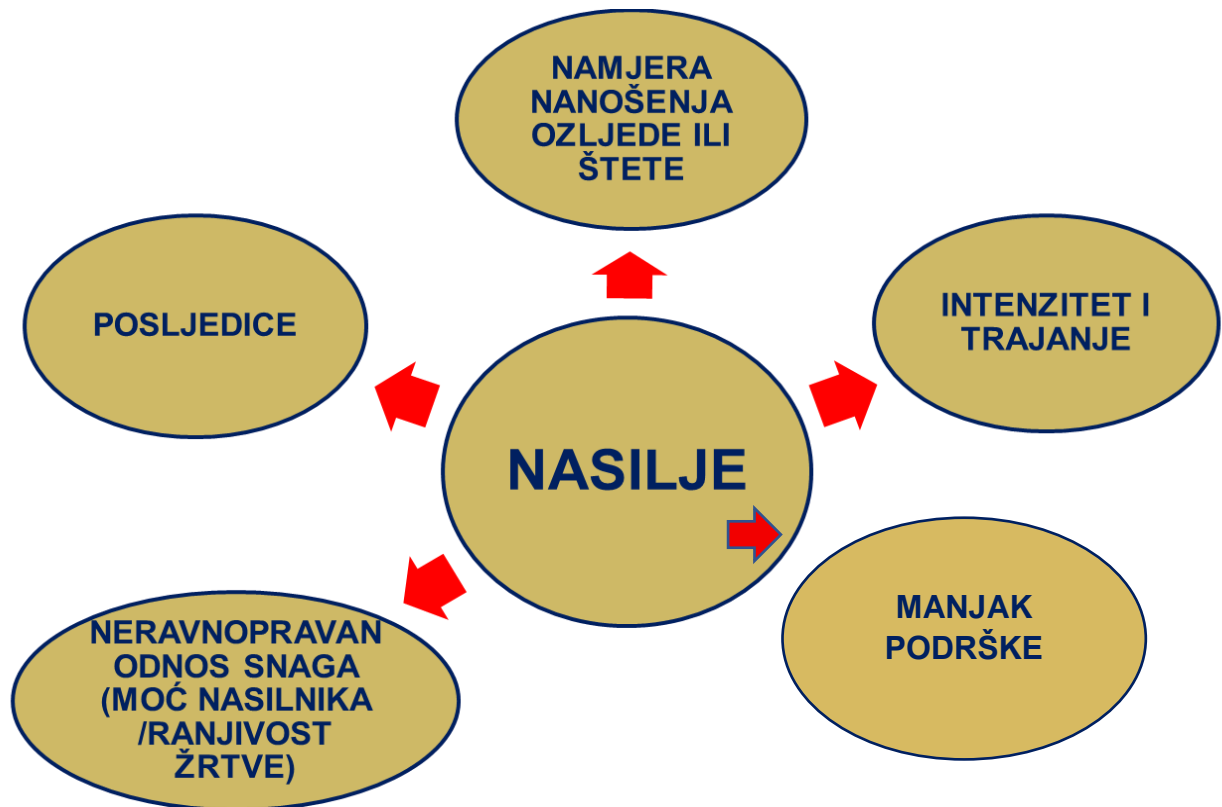 NAMJERA
NANOŠENJA
OZLJEDE ILI
ŠTETE
POSLJEDICE
INTENZITET I
TRAJANJE
NASILJE
MANJAK
PODRŠKE
NERAVNOPRAVAN
ODNOS SNAGA
(MOĆ NASILNIKA
/RANJIVOST
ŽRTVE)